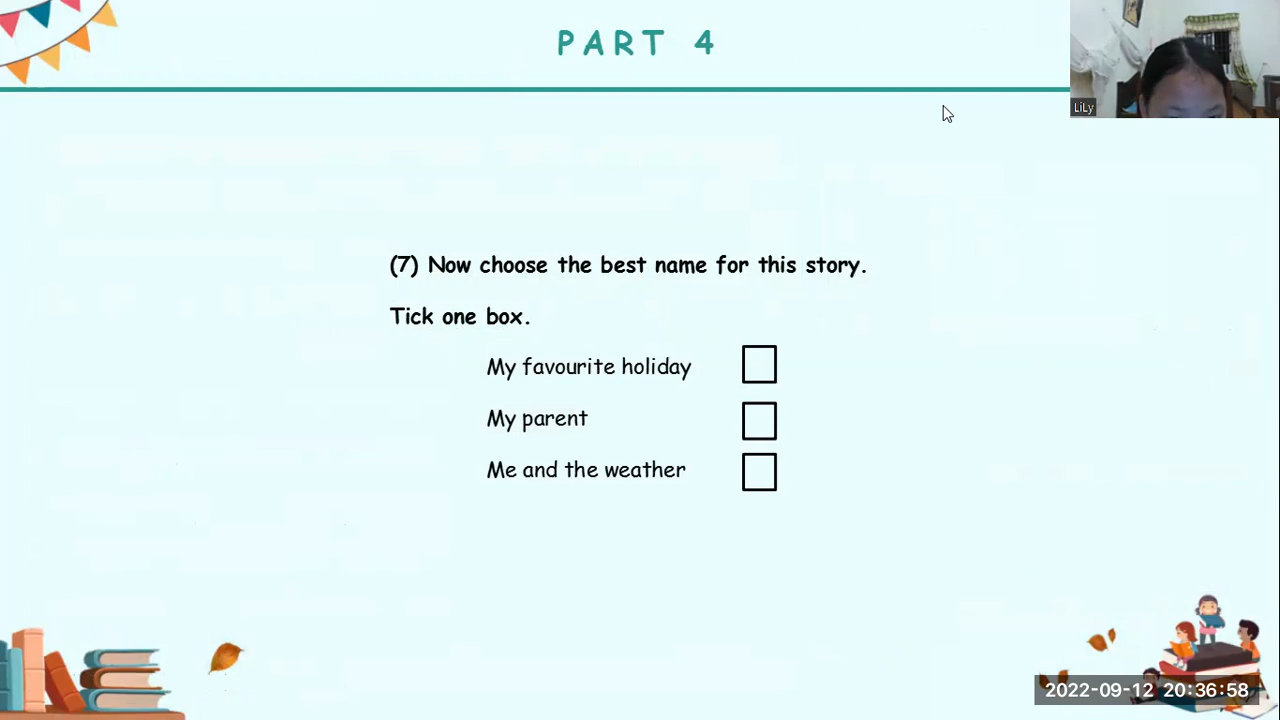 PART 4
LiLy
(7) Now choose the best name for this story.
Tick one box.
My favourite holiday
My parent
Me and the weather
2022-09-12 20:36:58